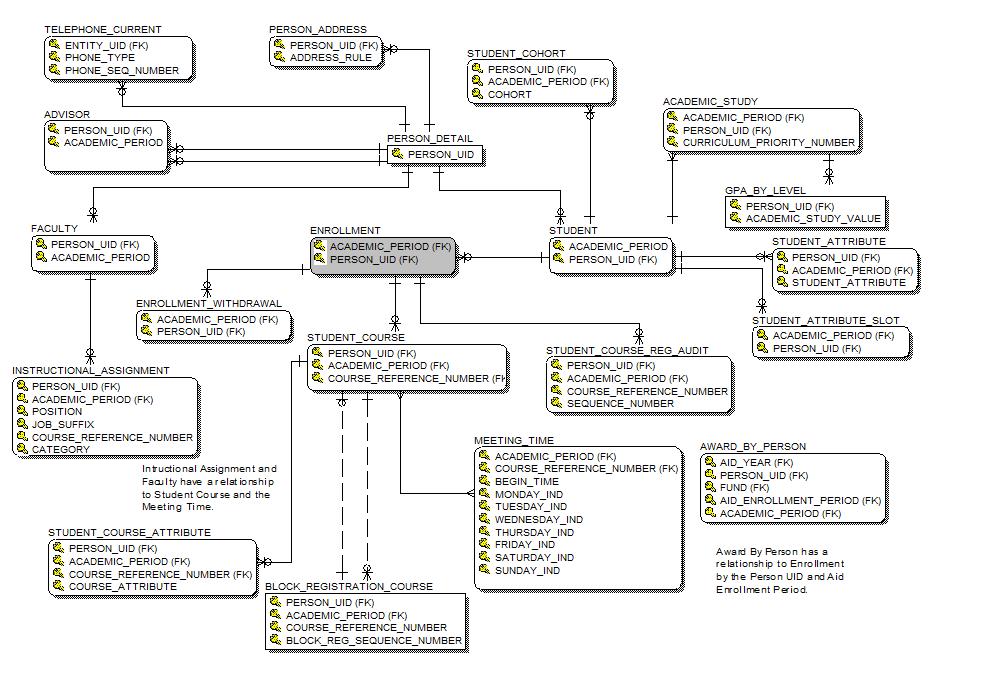 TELEPHONE_CURRENT
ENTITY_UID (FK)
PHONE_TYPE
PHONE_SEQ_NUMBER
PERSON_ADDRESS
PERSON_UID (FK)
ADDRESS_RULE
STUDENT_COHORT
PERSON_UID (FK)
ACADEMIC_PERIOD (FK)
COHORT
ACADEMIC_STUDY
ACADEMIC_PERIOD (FK)
PERSON_UID (FK)
CURRICULUM_PRIORITY_NUMBER
ADVISOR
PERSON_UID (FK)
ACADEMIC_PERIOD
PERSON_DETAIL
PERSON_UID
GPA_BY_LEVEL
PERSON_UID (FK)
ACADEMIC_STUDY_VALUE
FACULTY
PERSON_UID (FK)
ACADEMIC_PERIOD
ENROLLMENT
ACADEMIC_PERIOD (FK)
PERSON_UID (FK)
STUDENT
ACADEMIC_PERIOD
PERSON_UID (FK)
STUDENT_ATTRIBUTE
PERSON_UID (FK)
ACADEMIC_PERIOD (FK)
STUDENT_ATTRIBUTE
ENROLLMENT_WITHDRAWAL
ACADEMIC_PERIOD (FK)
PERSON_UID (FK)
STUDENT_ATTRIBUTE_SLOT
ACADEMIC_PERIOD (FK)
PERSON_UID (FK)
STUDENT_COURSE
PERSON_UID (FK)
ACADEMIC_PERIOD (FK)
COURSE_REFERENCE_NUMBER (FK
STUDENT_COURSE_REG_AUDIT
PERSON_UID (FK)
ACADEMIC_PERIOD (FK)
COURSE_REFERENCE_NUMBER (FK)
SEQUENCE_NUMBER
INSTRUCTIONAL_ASSIGNMENT
PERSON_UID (FK)
ACADEMIC_PERIOD (FK)
POSITION
JOB_SUFFIX
COURSE_REFERENCE_NUMBER
CATEGORY
Intructional Assignment and
Faculty have a relationship
to Student Course and the
Meeting Time.
MEETING_TIME
ACADEMIC_PERIOD (FK)
COURSE_REFERENCE_NUMBER (FK)
BEGIN_TIME
MONDAY_IND
TUESDAY_IND
WEDNESDAY_IND
THURSDAY_IND
FRIDAY_IND
SATURDAY_IND
SUNDAY_IND
AWARD_BY_PERSON
AID_YEAR (FK)
PERSON_UID (FK)
FUND (FK)
AID_ENROLLMENT_PERIOD (FK)
ACADEMIC_PERIOD (FK)
Award By Person has a
relationship to Enrollment
by the Person UID and Aid
Enrollment Period.
STUDENT_COURSE_ATTRIBUTE
PERSON_UID (FK)
ACADEMIC_PERIOD (FK)
COURSE_REFERENCE_NUMBER (FK)
COURSE_ATTRIBUTE
BLOCK_REGISTRATION_COURSE
PERSON_UID (FK)
ACADEMIC_PERIOD (FK)
COURSE_REFERENCE_NUMBER
BLOCK_REG_SEQUENCE_NUMBER